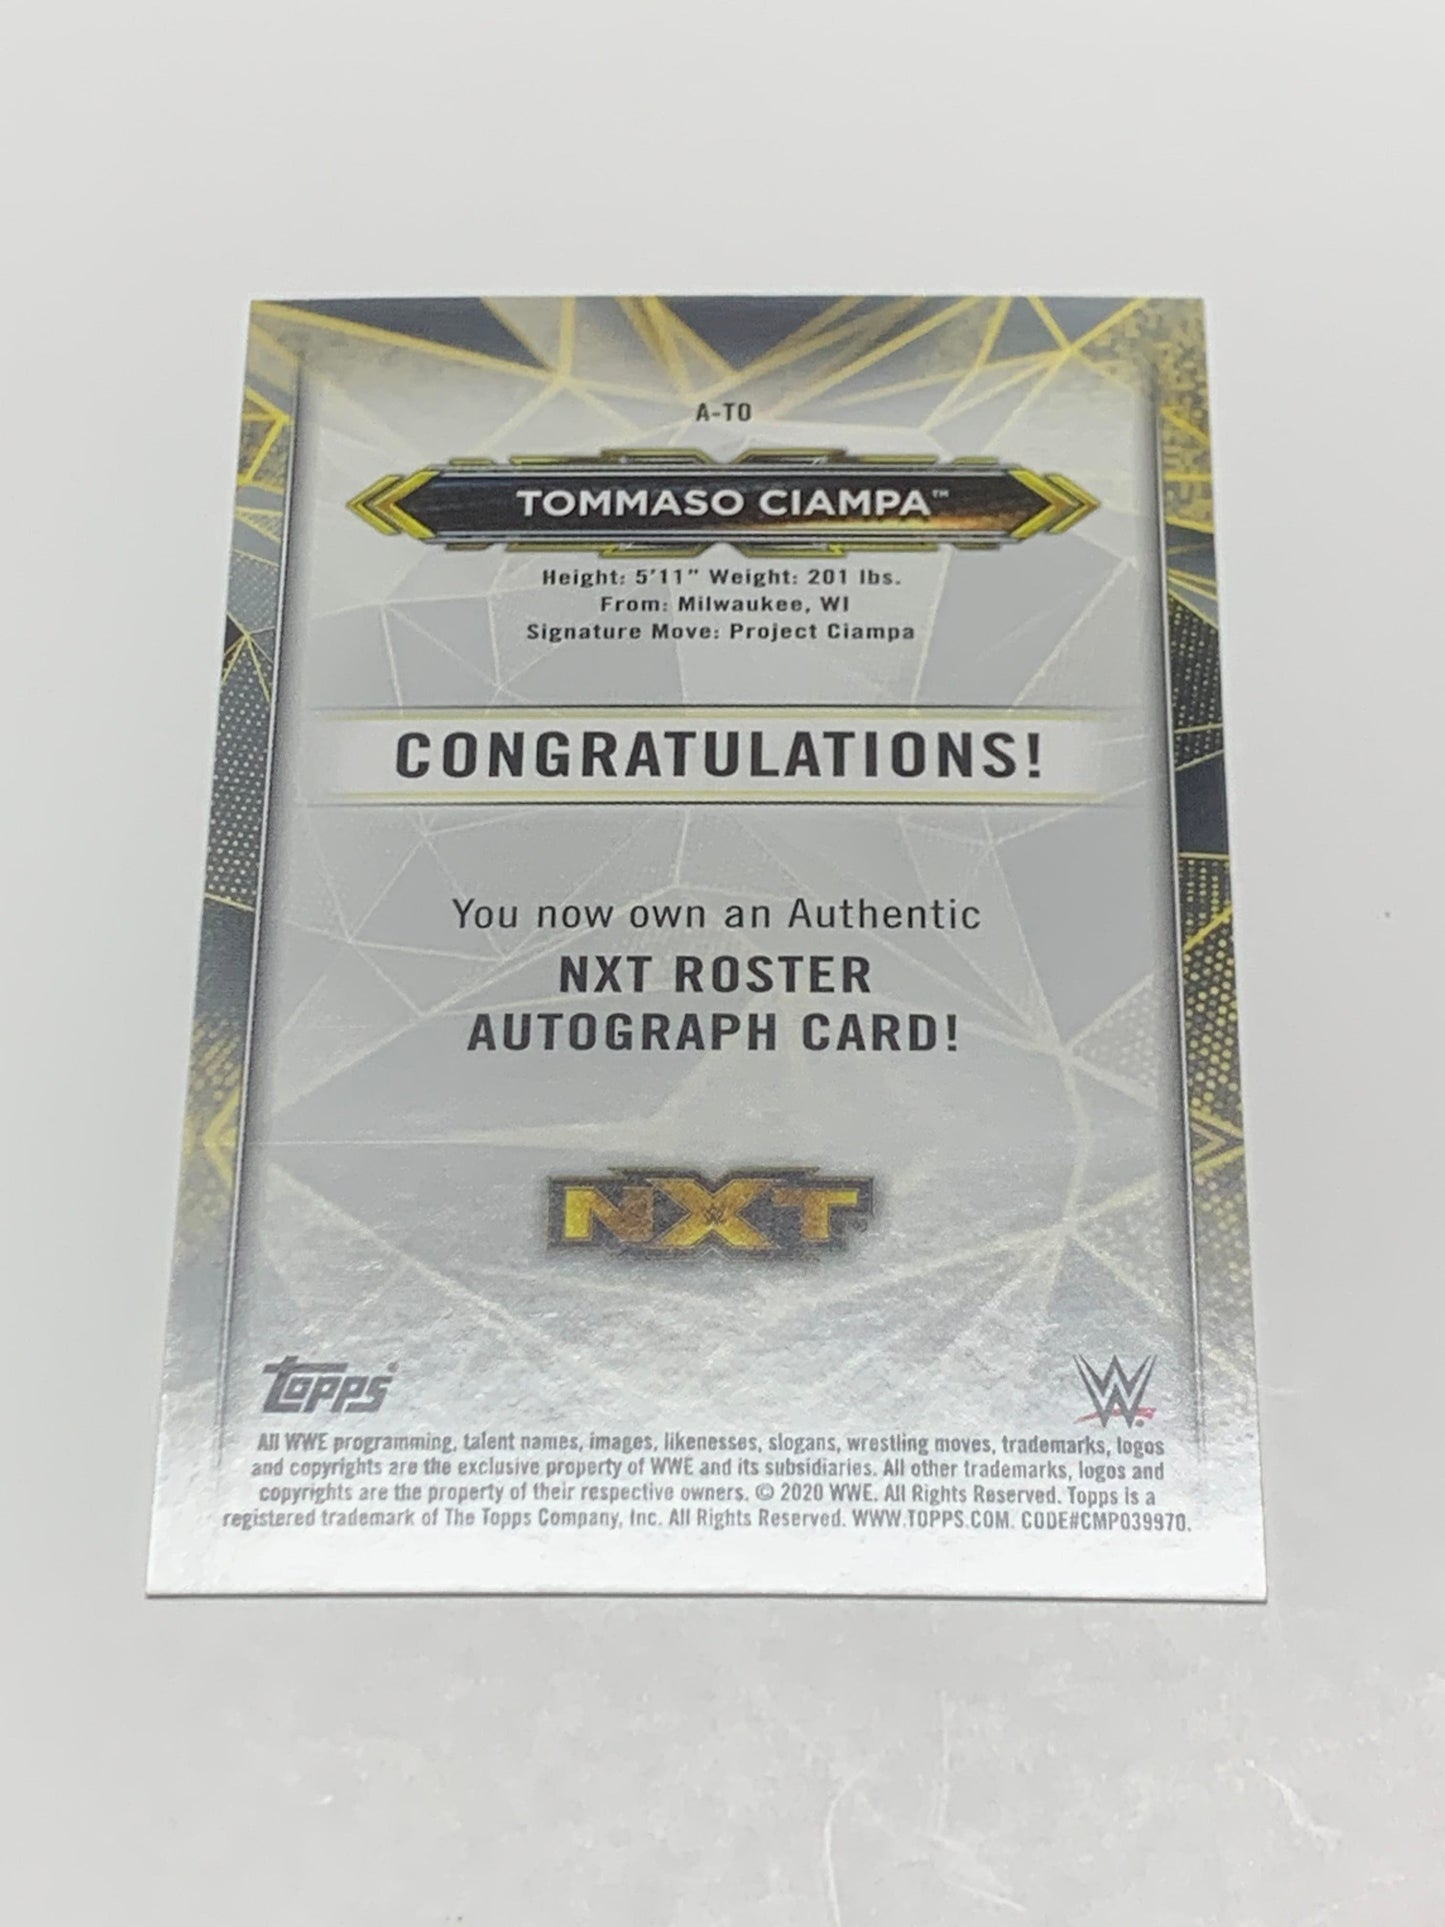 A-TO
TOMMASO CIAMPA™
Height: 5'11" Weight: 201 lbs.
From: Milwaukee, WI
Signature Move: Project Ciampa
CONGRATULATIONS!
You now own an Authentic
NXT ROSTER
AUTOGRAPH CARD!
NXT
topps®
W
All WWE programming, talent names, images, likenesses, slogans, wrestling moves, trademarks, logos
and copyrights are the exclusive property of WWE and its subsidiaries. All other trademarks, logos and
copyrights are the property of their respective owners. © 2020 WWE. All Rights Reserved. Topps is a
registered trademark of The Topps Company, Inc. All Rights Reserved. WWW.TOPPS.COM. CODE#CMP039970.